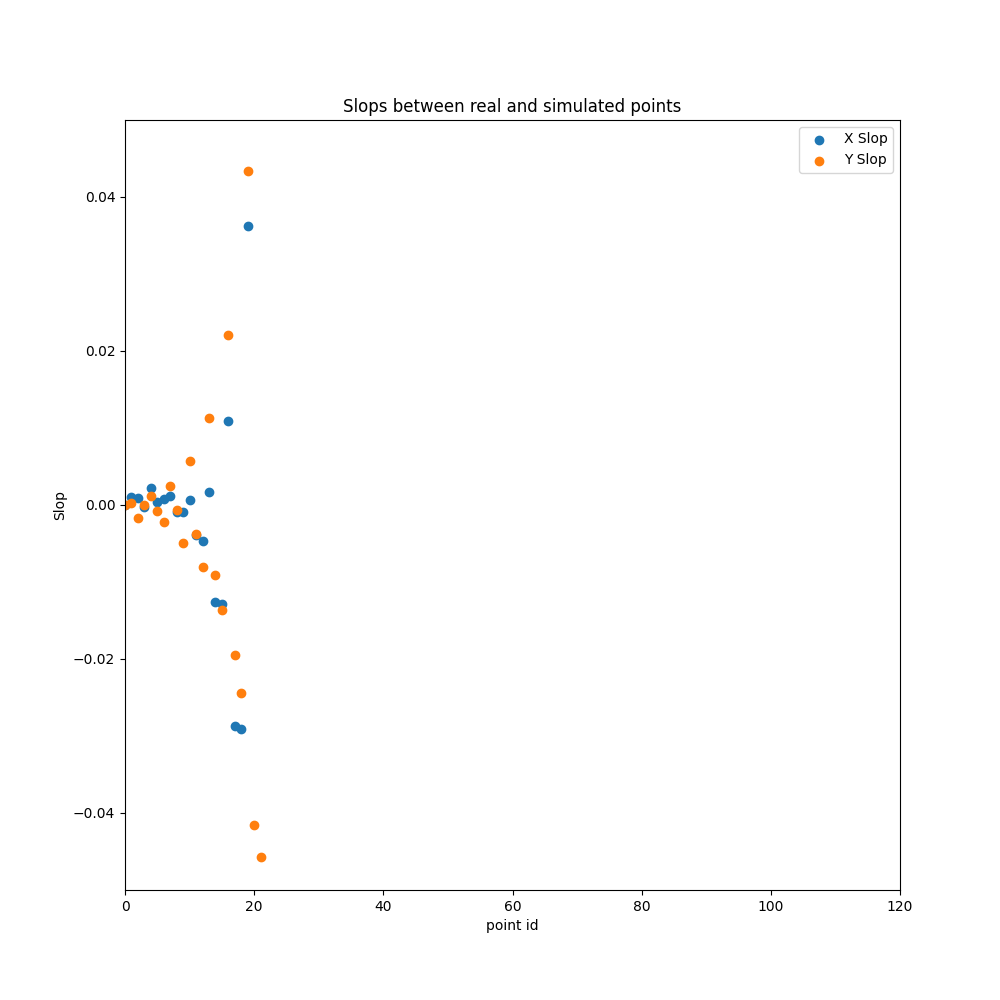 Slops between real and simulated points
X Slop
Y Slop
0.04
0.02
0.00
−0.02
−0.04
Slop
0 20 40 60 80 100 120
point id